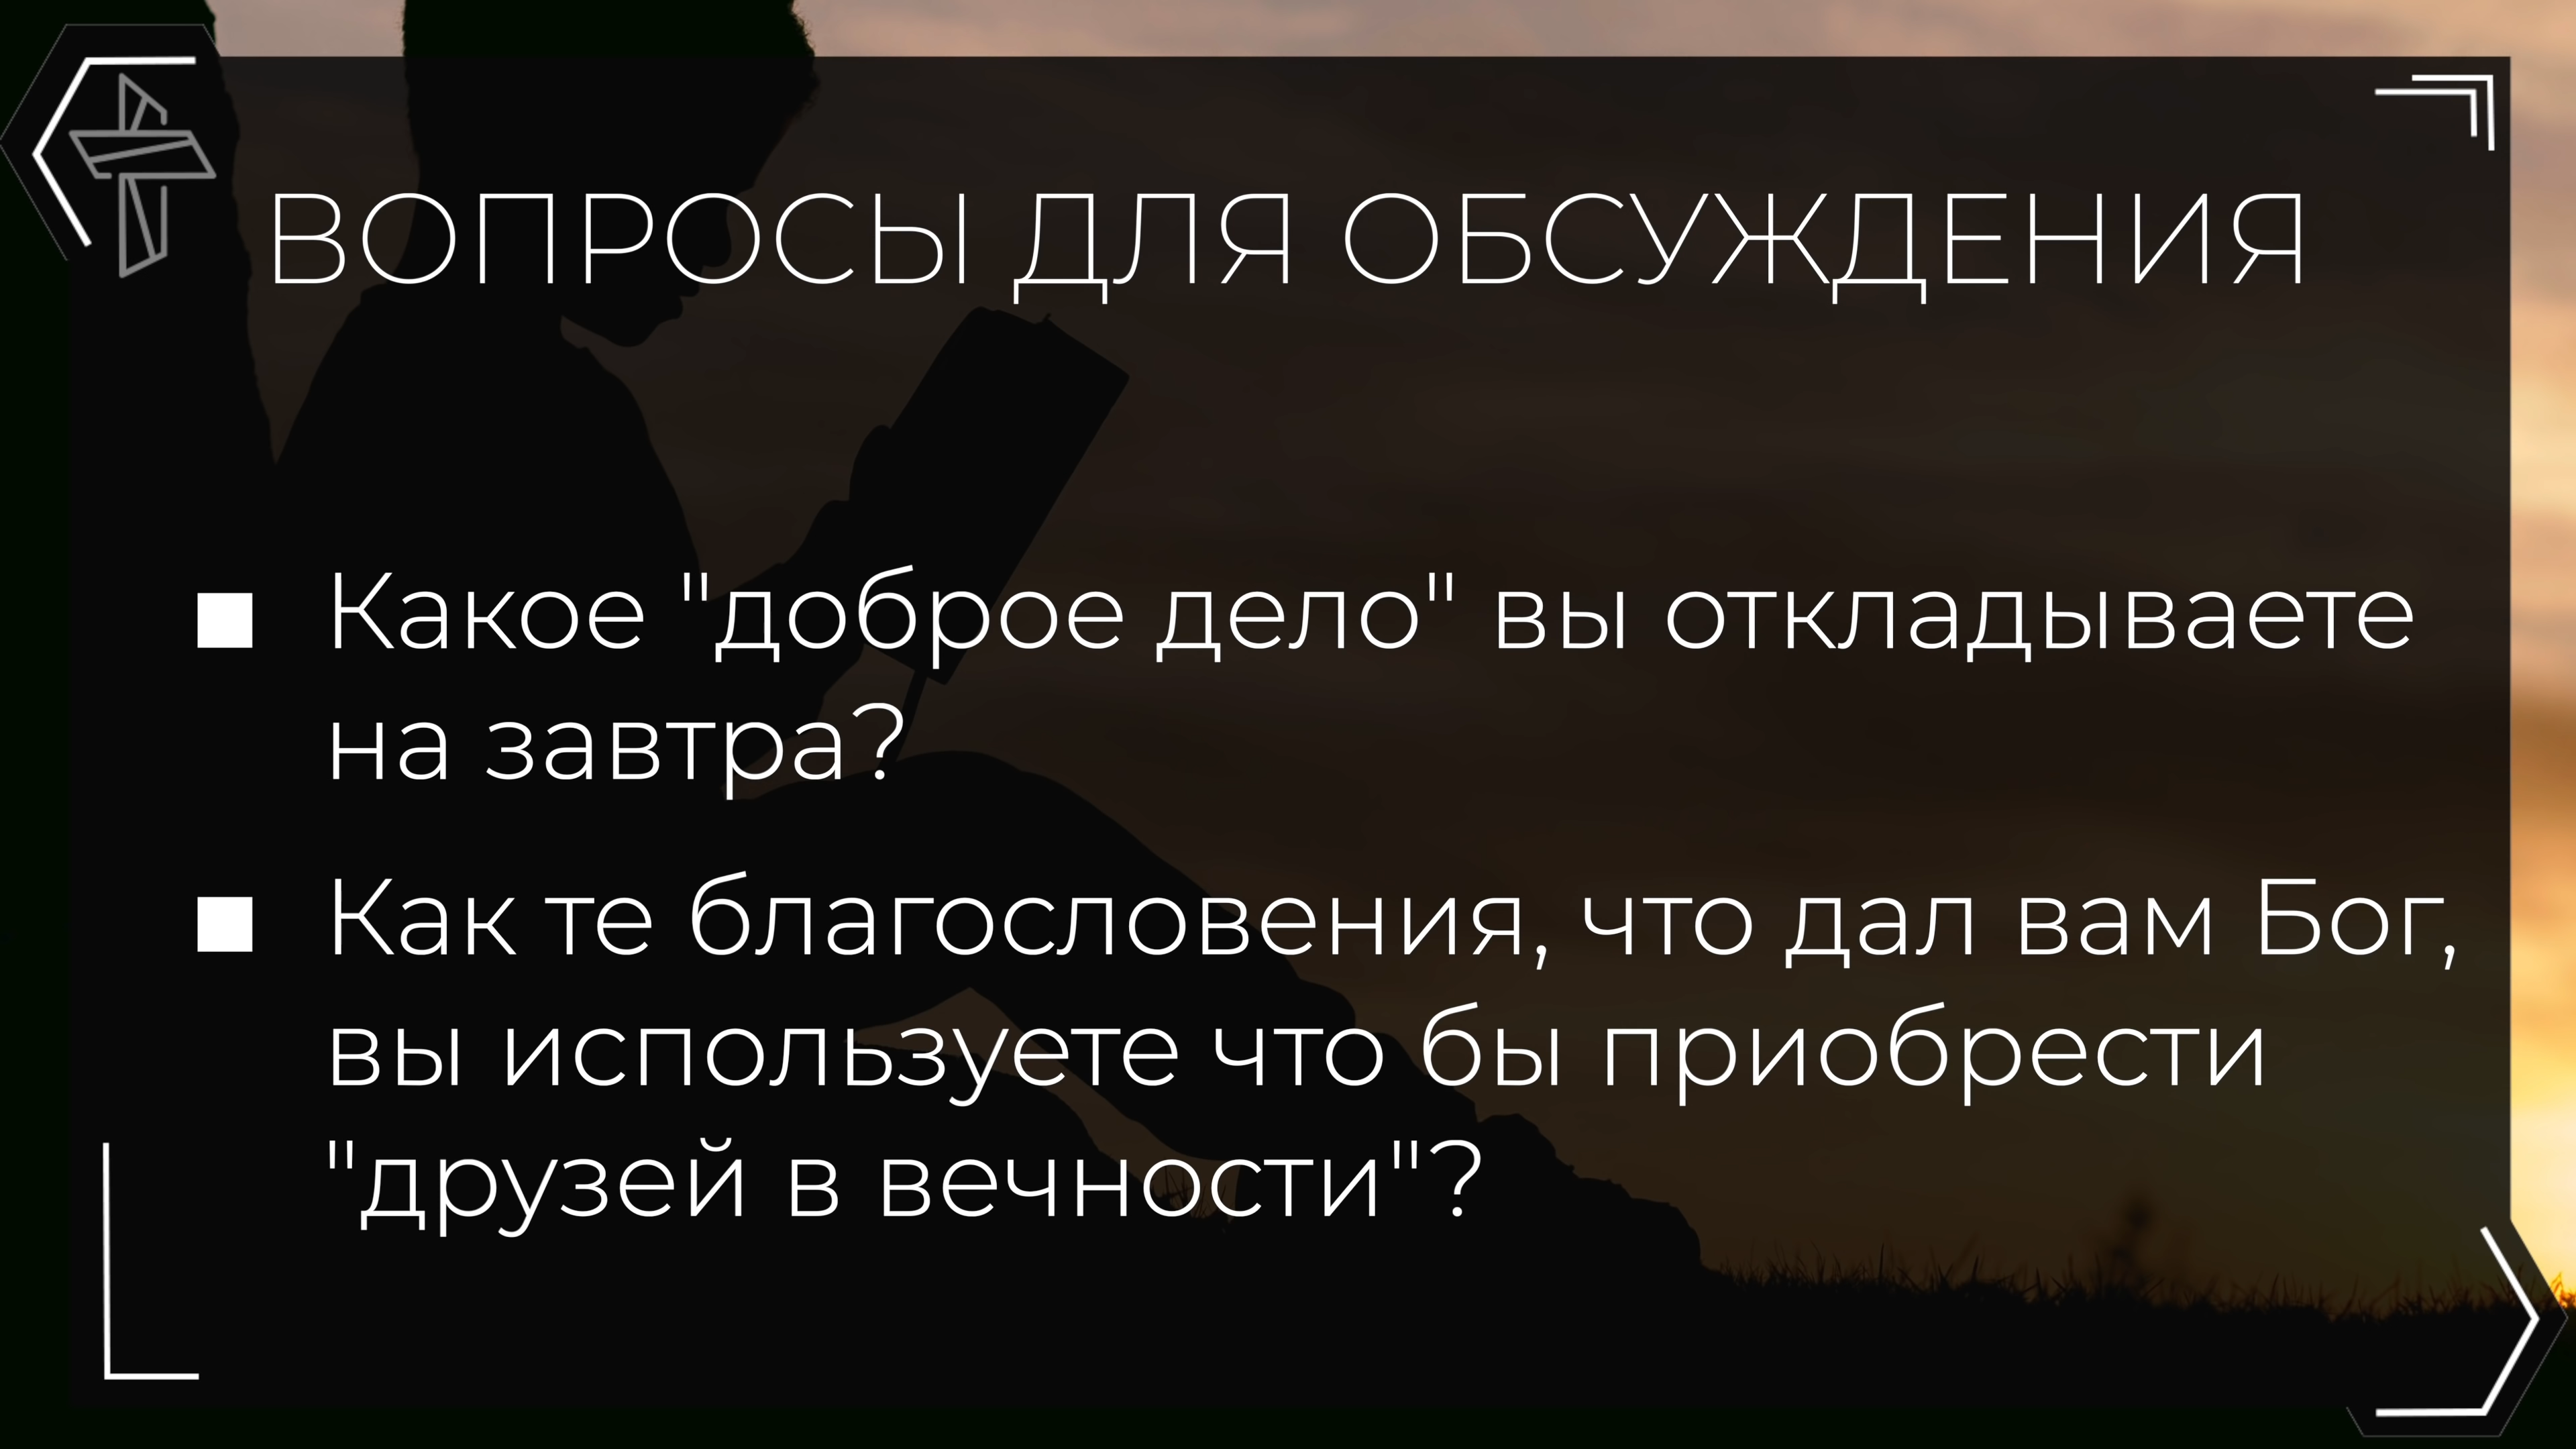 ВОПРОСЫ ДЛЯ ОБСУЖДЕНИЯ
Какое "доброе дело" вы откладываете
на завтра?
Как те благословения, что дал вам Бог,
вы используете что бы приобрести
"друзей в вечности"?